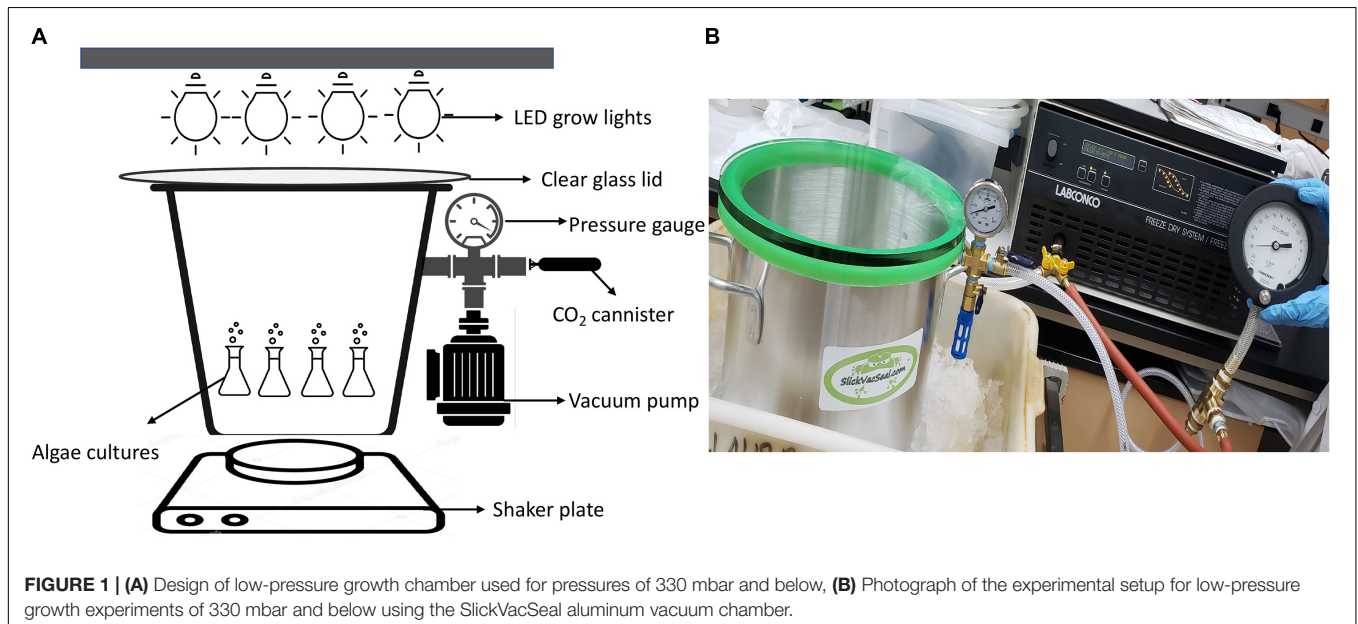 A
B
LED grow lights
Clear glass lid
Pressure gauge
CO₂ cannister
Vacuum pump
Algae cultures
Shaker plate
LABCONCO
FREEZE DRY SYSTEM / FREEZ
SlickVacSeal.com
FIGURE 1 | (A) Design of low-pressure growth chamber used for pressures of 330 mbar and below, (B) Photograph of the experimental setup for low-pressure
growth experiments of 330 mbar and below using the SlickVacSeal aluminum vacuum chamber.